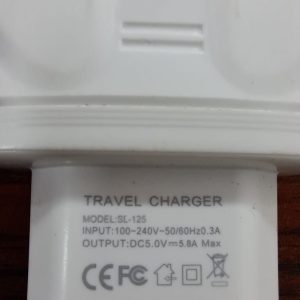 TRAVEL CHARGER
MODEL:SL-125
INPUT:100-240V-50/60Hz0.3A
OUTPUT:DC5.0V⎓5.8A Max
CE FC